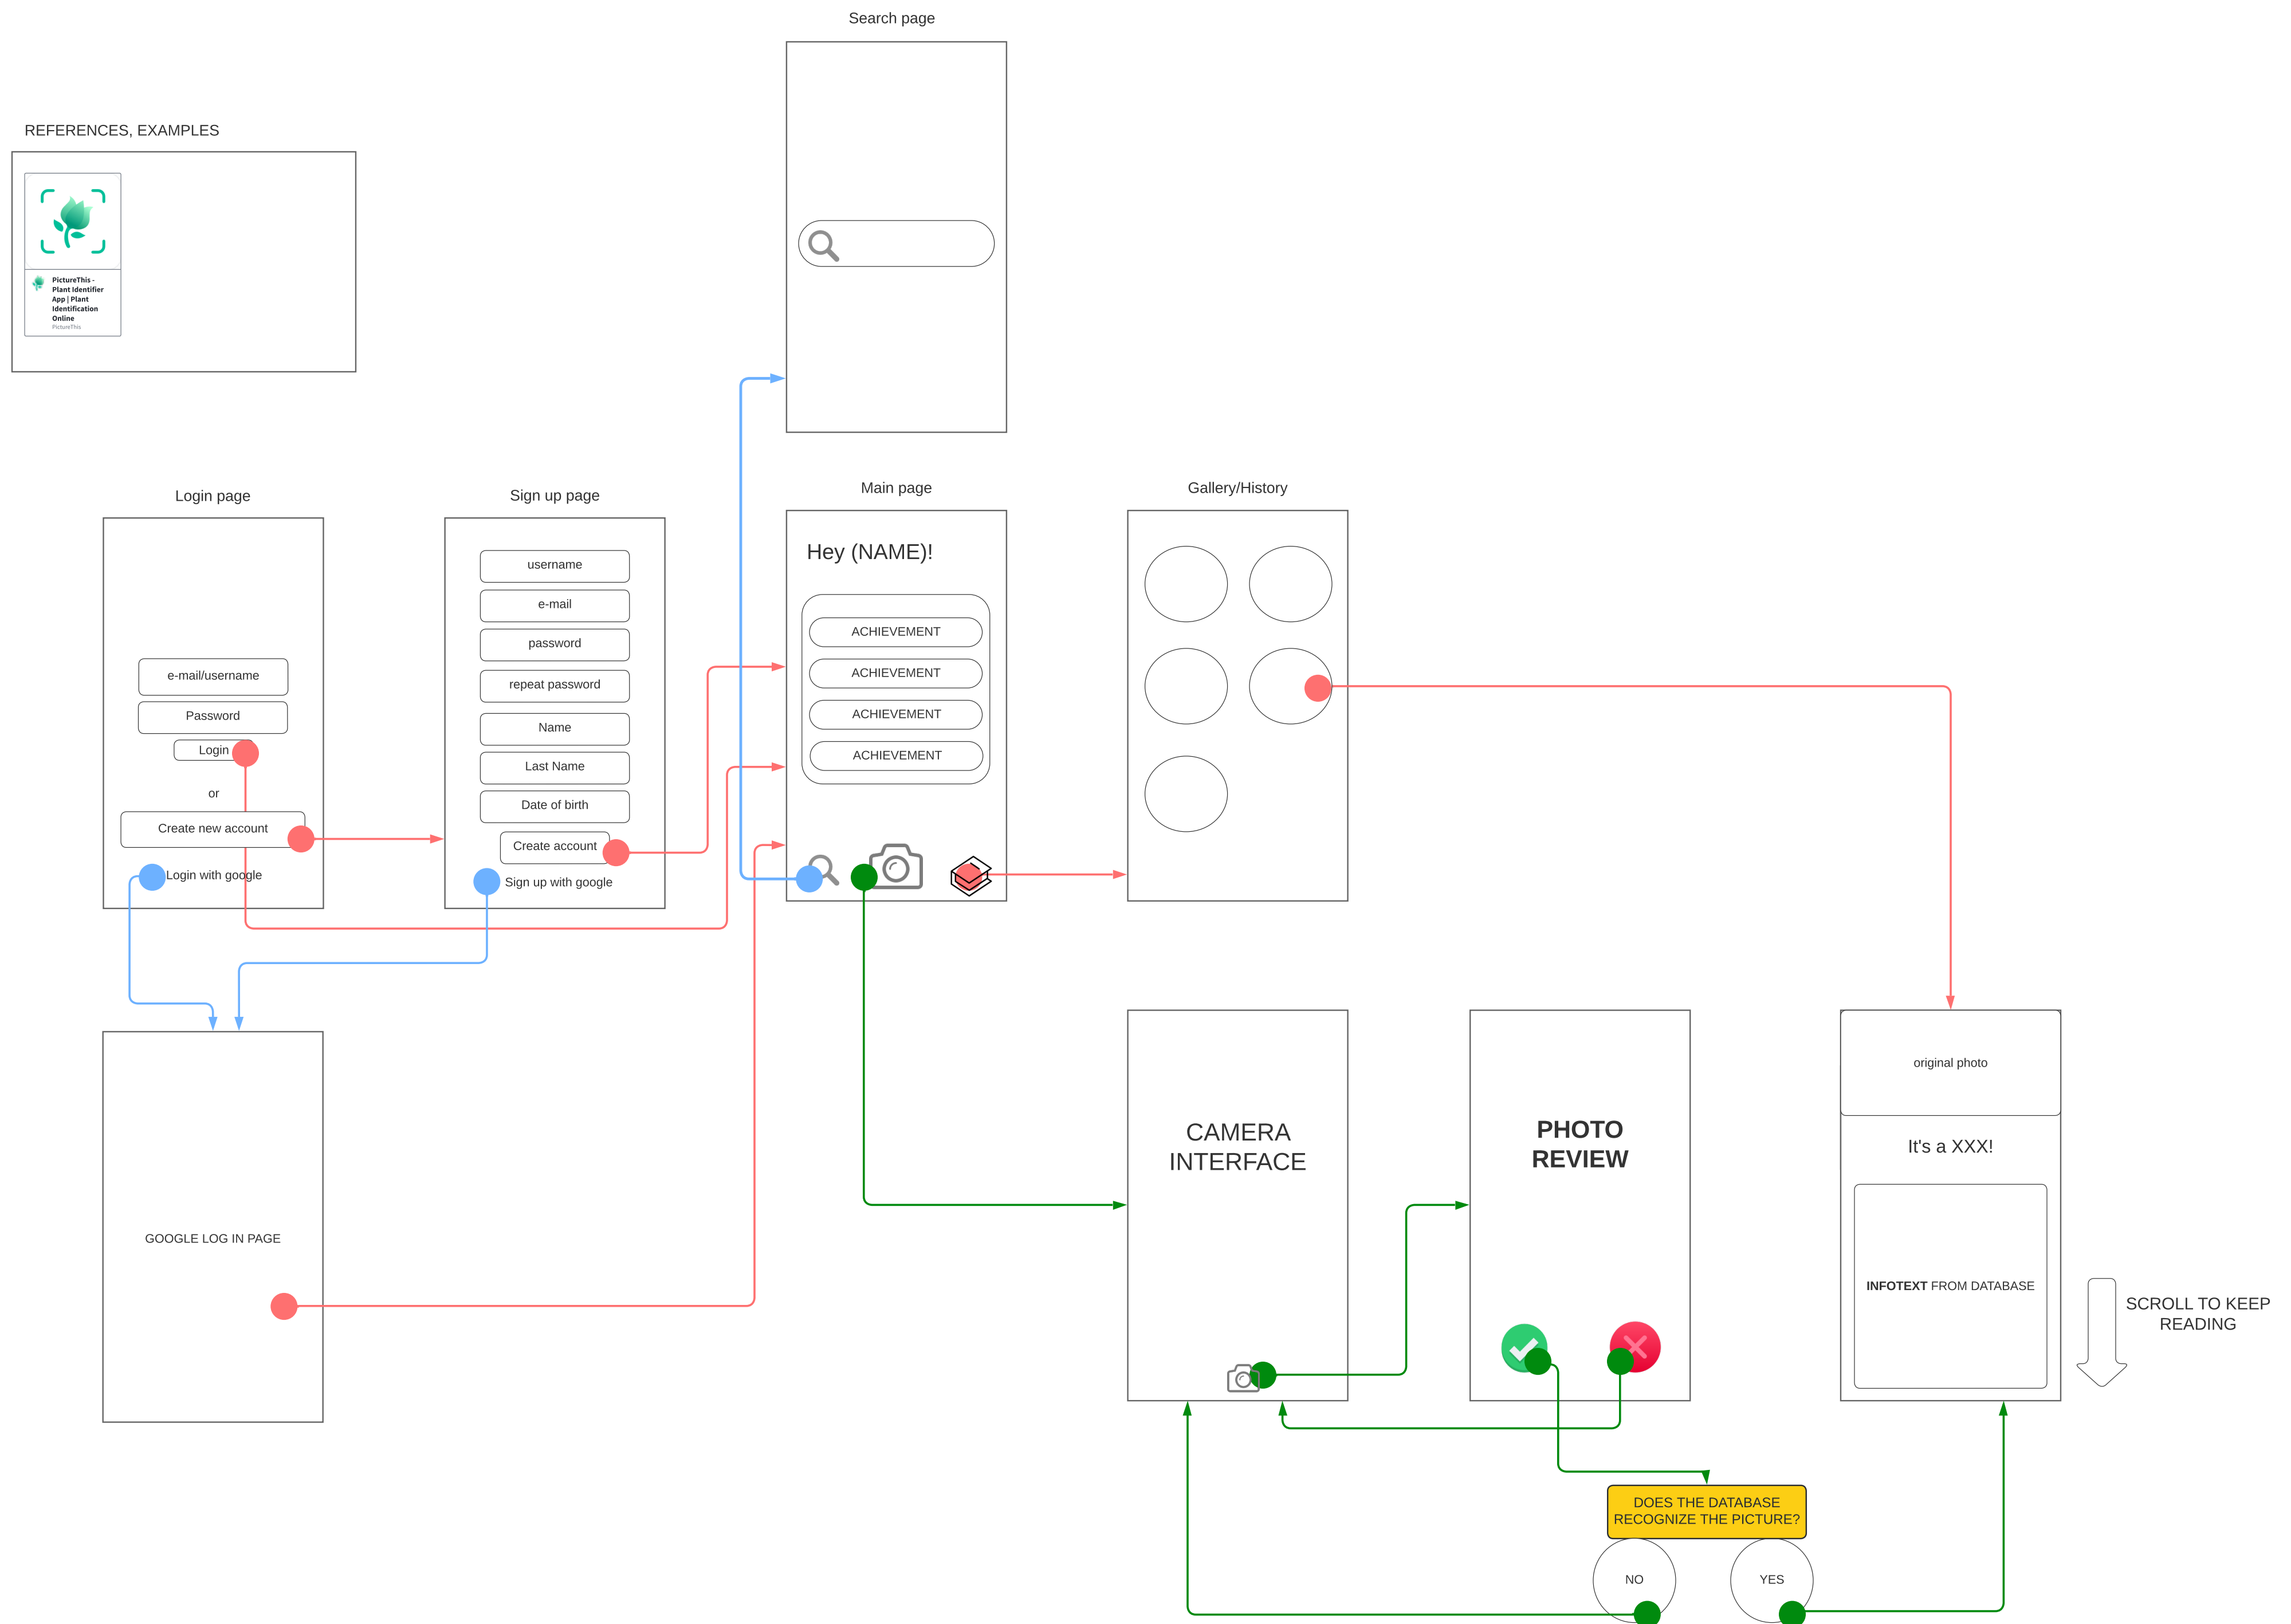 Search page
REFERENCES, EXAMPLES
PictureThis -
Plant Identifier
App | Plant
Identification
Online
PictureThis
Login page
e-mail/username
Password
Login
or
Create new account
Login with google
Sign up page
username
e-mail
password
repeat password
Name
Last Name
Date of birth
Create account
Sign up with google
Main page
Hey (NAME)!
ACHIEVEMENT
ACHIEVEMENT
ACHIEVEMENT
ACHIEVEMENT
Gallery/History
GOOGLE LOG IN PAGE
CAMERA
INTERFACE
PHOTO
REVIEW
original photo
It's a XXX!
INFOTEXT FROM DATABASE
SCROLL TO KEEP
READING
DOES THE DATABASE
RECOGNIZE THE PICTURE?
NO
YES